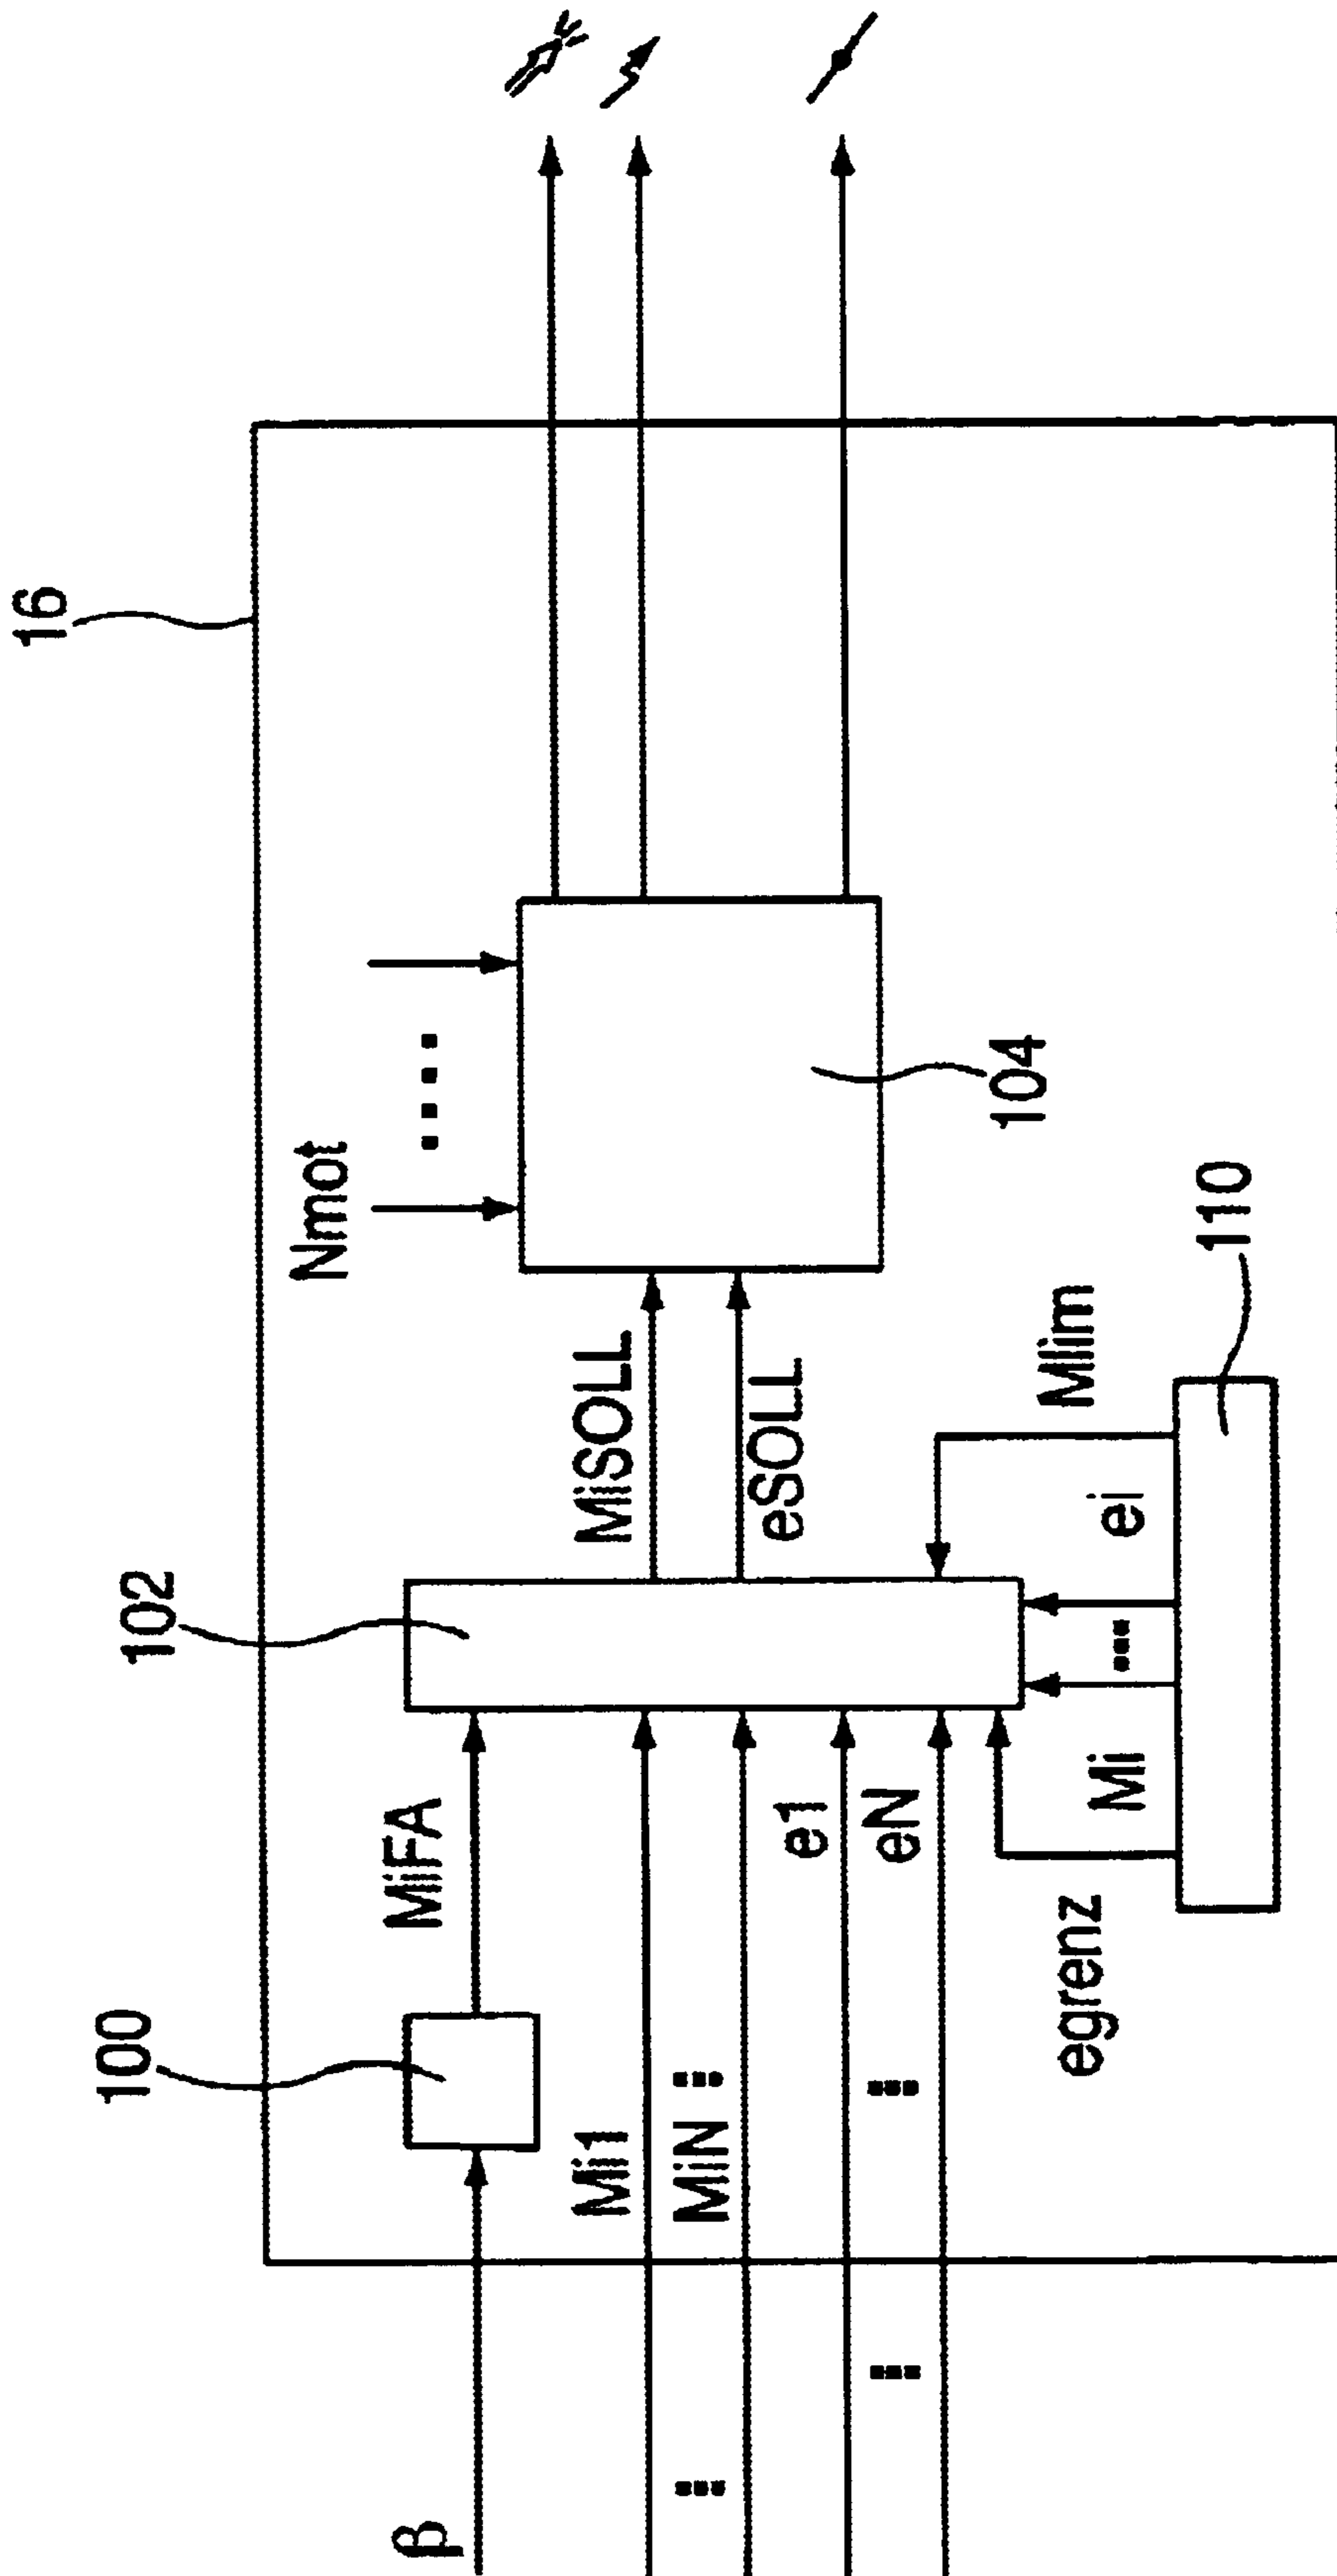 16
100
102
Nmot
β
MiFA
Mi1
MiN
MiSOLL
eSOLL
e1
eN
104
egrenz
Mi
ei
Mlim
110